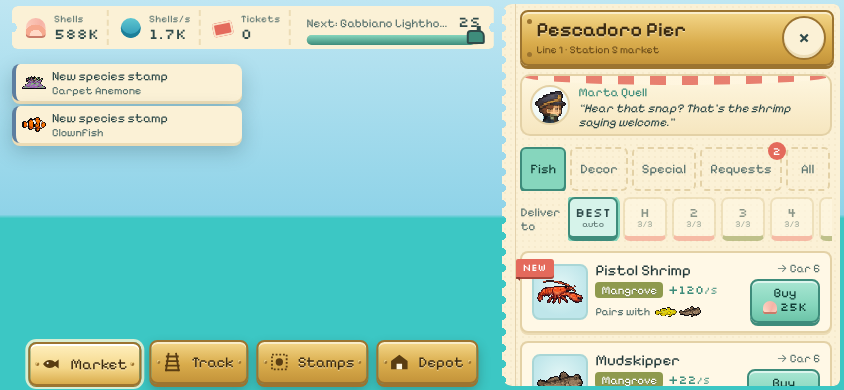 Shells
588K
Shells/s
1.7K
Tickets
0
Next: Gabbiano Lightho...
New species stamp
Carpet Anemone
New species stamp
Clownfish
Market
Track
Stamps
Depot
Pescadoro Pier
Line 1 · Station 8 market
×
Marta Quell
"Hear that snap? That's the shrimp
saying welcome."
Fish
Decor
Special
Requests
2
All
Deliver
to
BEST
auto
H
3/3
2
3/3
3
3/3
4
3/3
NEW
Pistol Shrimp
→ Car 6
Mangrove +120/s
Buy
25K
Pairs with
Mudskipper
→ Car 6
Mangrove +22/s
Buy